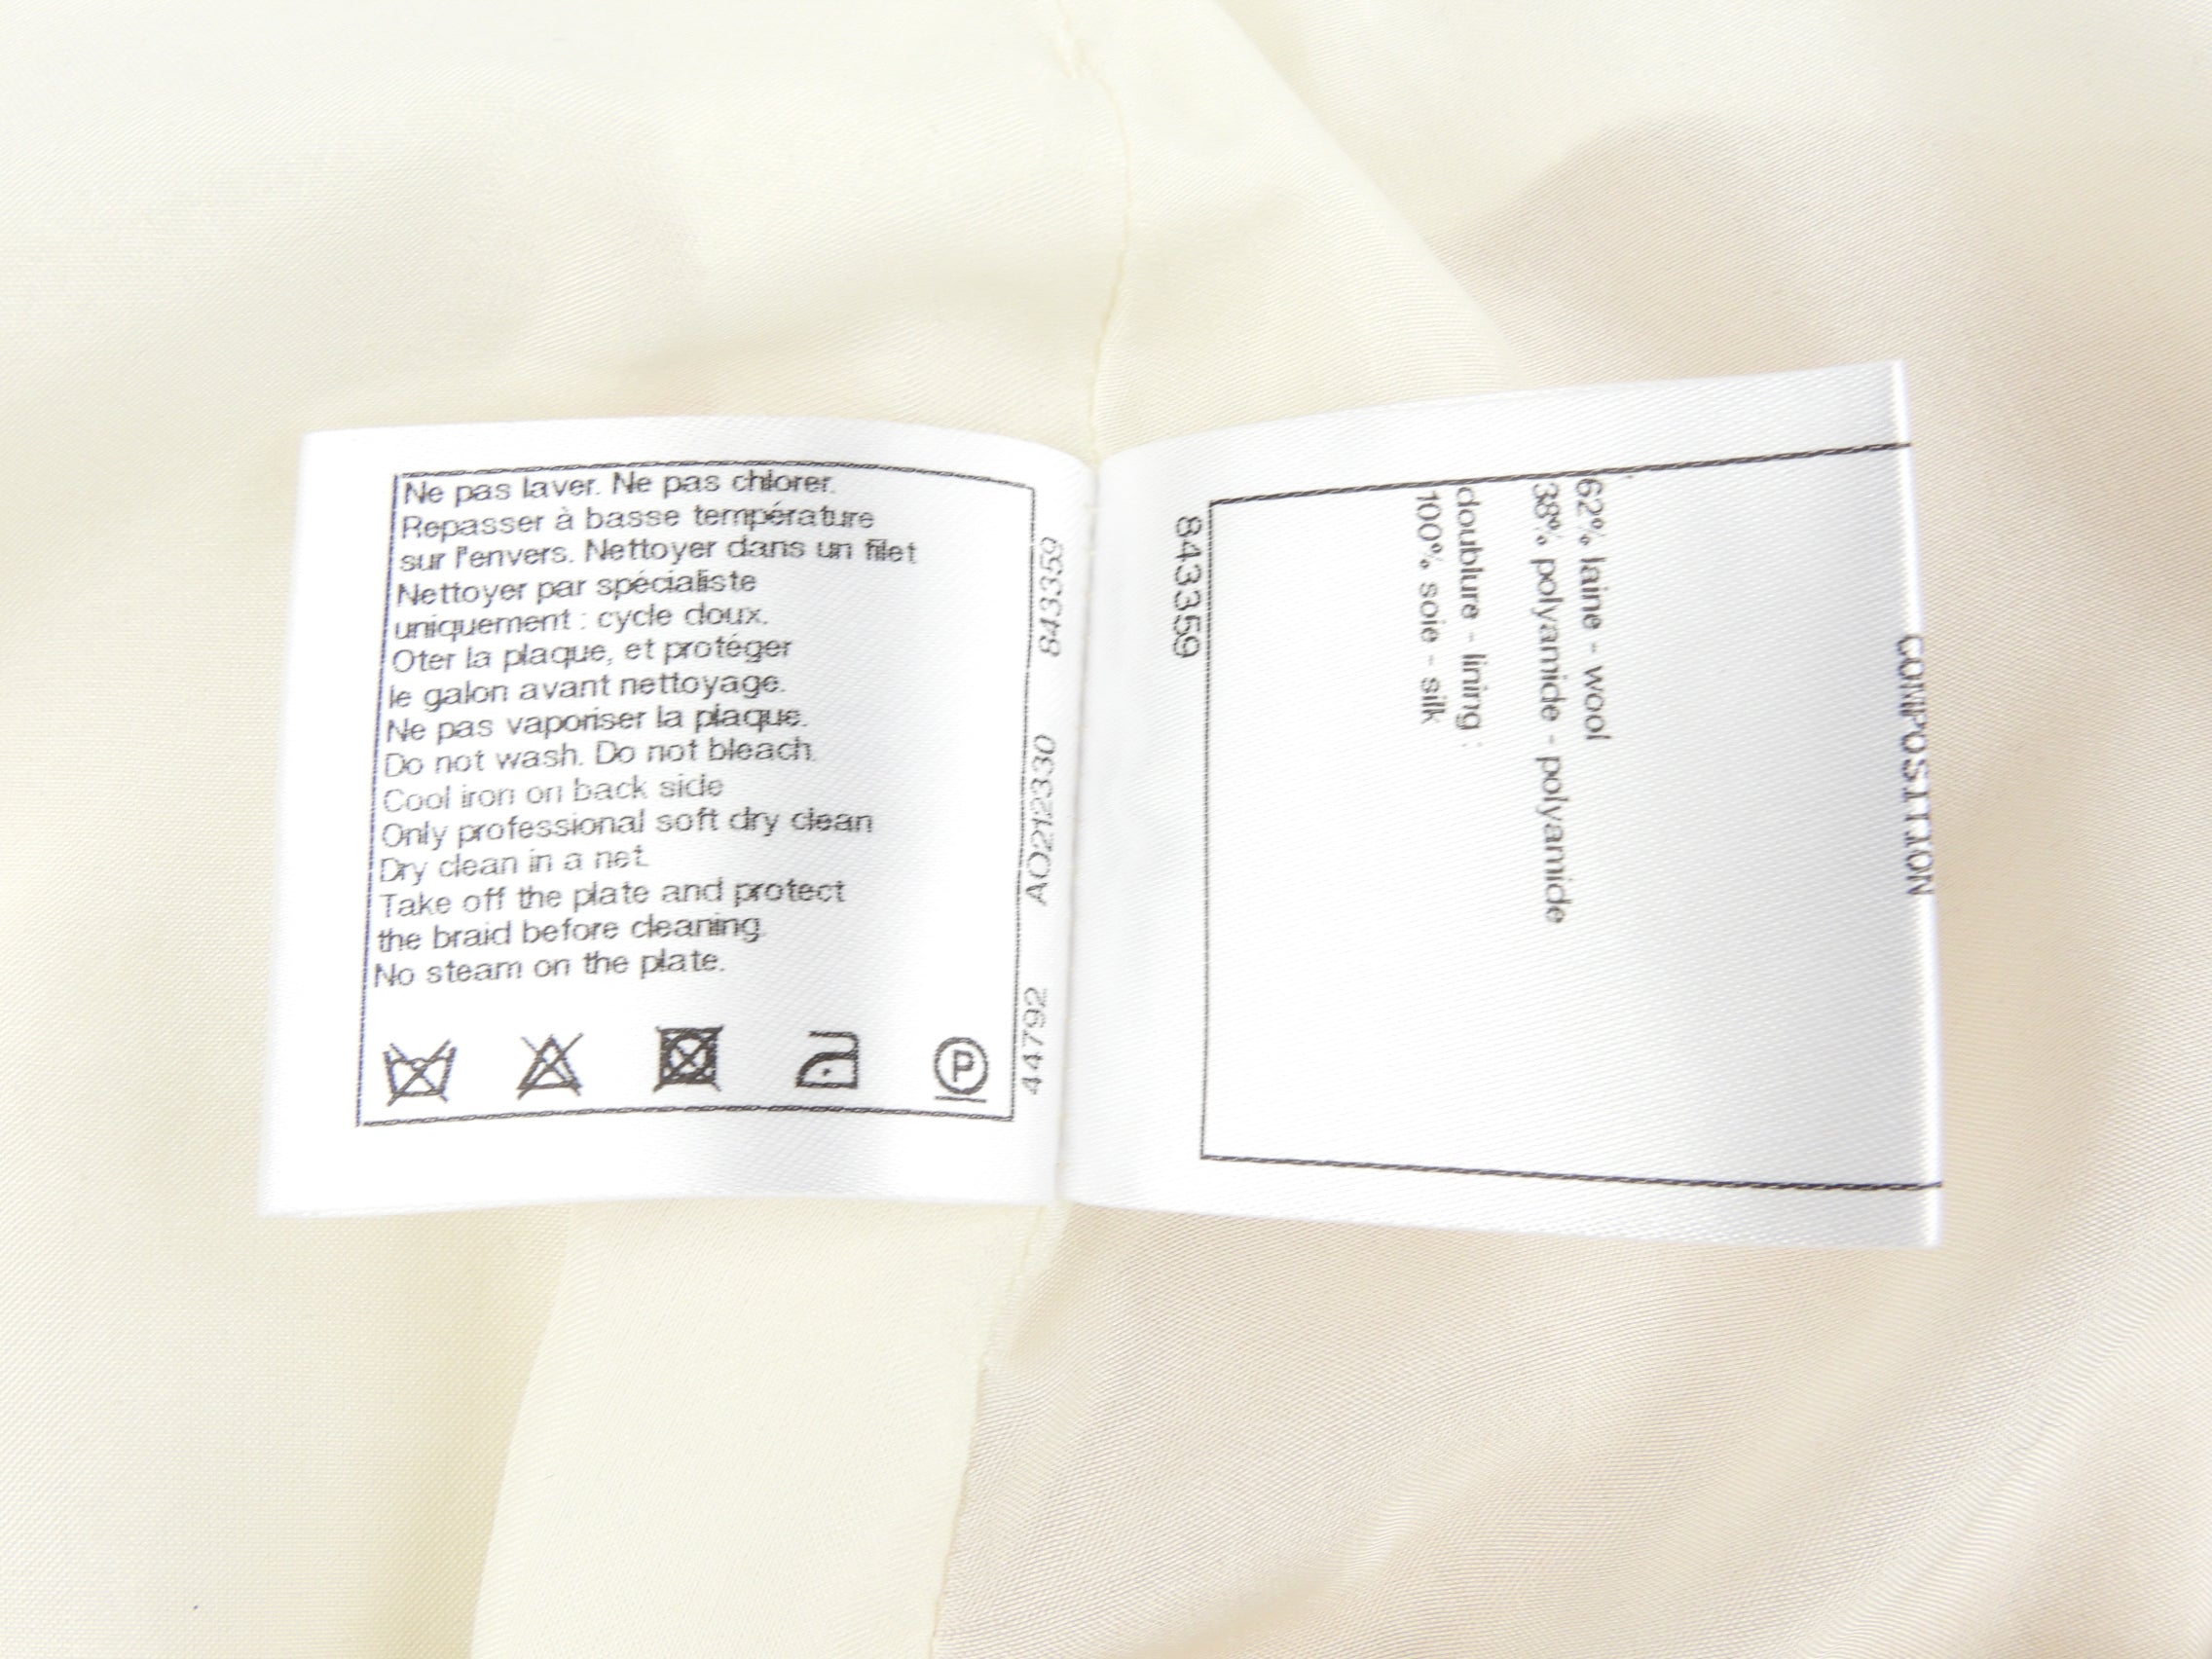 Ne pas laver. Ne pas chlorer.
Repasser à basse température
sur l'envers. Nettoyer dans un filet
Nettoyer par spécialiste
uniquement : cycle doux.
Oter la plaque, et protéger
le galon avant nettoyage.
Ne pas vaporiser la plaque.
Do not wash. Do not bleach.
Cool iron on back side
Only professional soft dry clean
Dry clean in a net.
Take off the plate and protect
the braid before cleaning.
No steam on the plate.
P
44792 A0212330 843359
COMPOSITION
62% laine - wool
38% polyamide - polyamide
doublure - lining :
100% soie - silk
843359